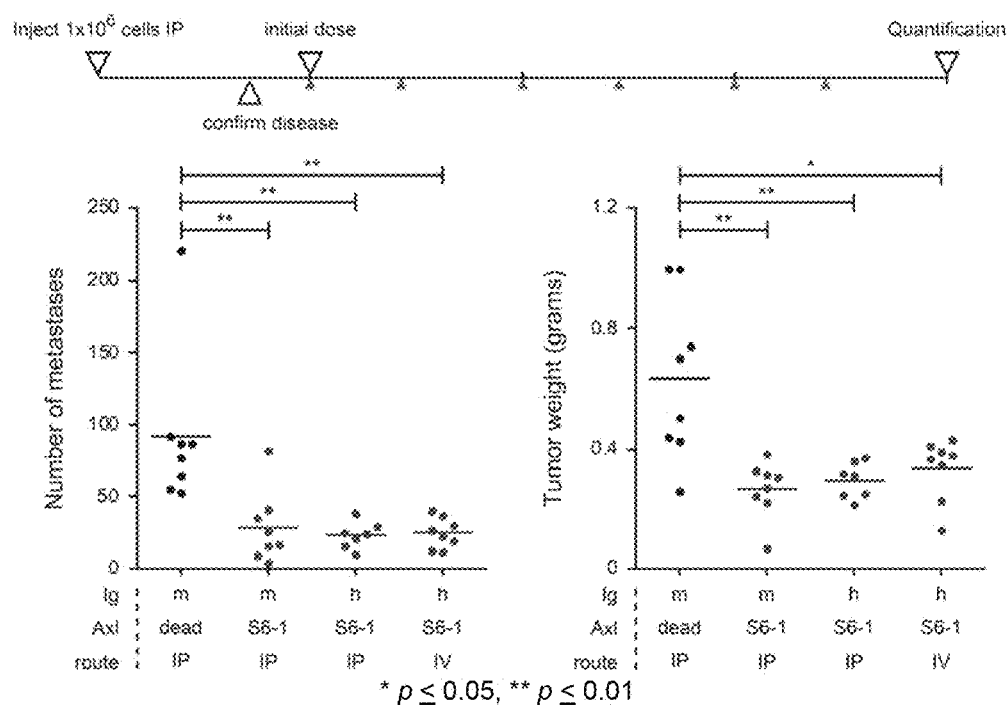 Inject 1x10⁶ cells IP initial dose Quantification
confirm disease
** *
** **
** **
250 1.2
200
150 0.8
100
50 0.4
0 0
Number of metastases Tumor weight (grams)
Ig m m h h Ig m m h h
Axl dead S6-1 S6-1 S6-1 Axl dead S6-1 S6-1 S6-1
route IP IP IP IV route IP IP IP IV
* p ≤ 0.05, ** p ≤ 0.01